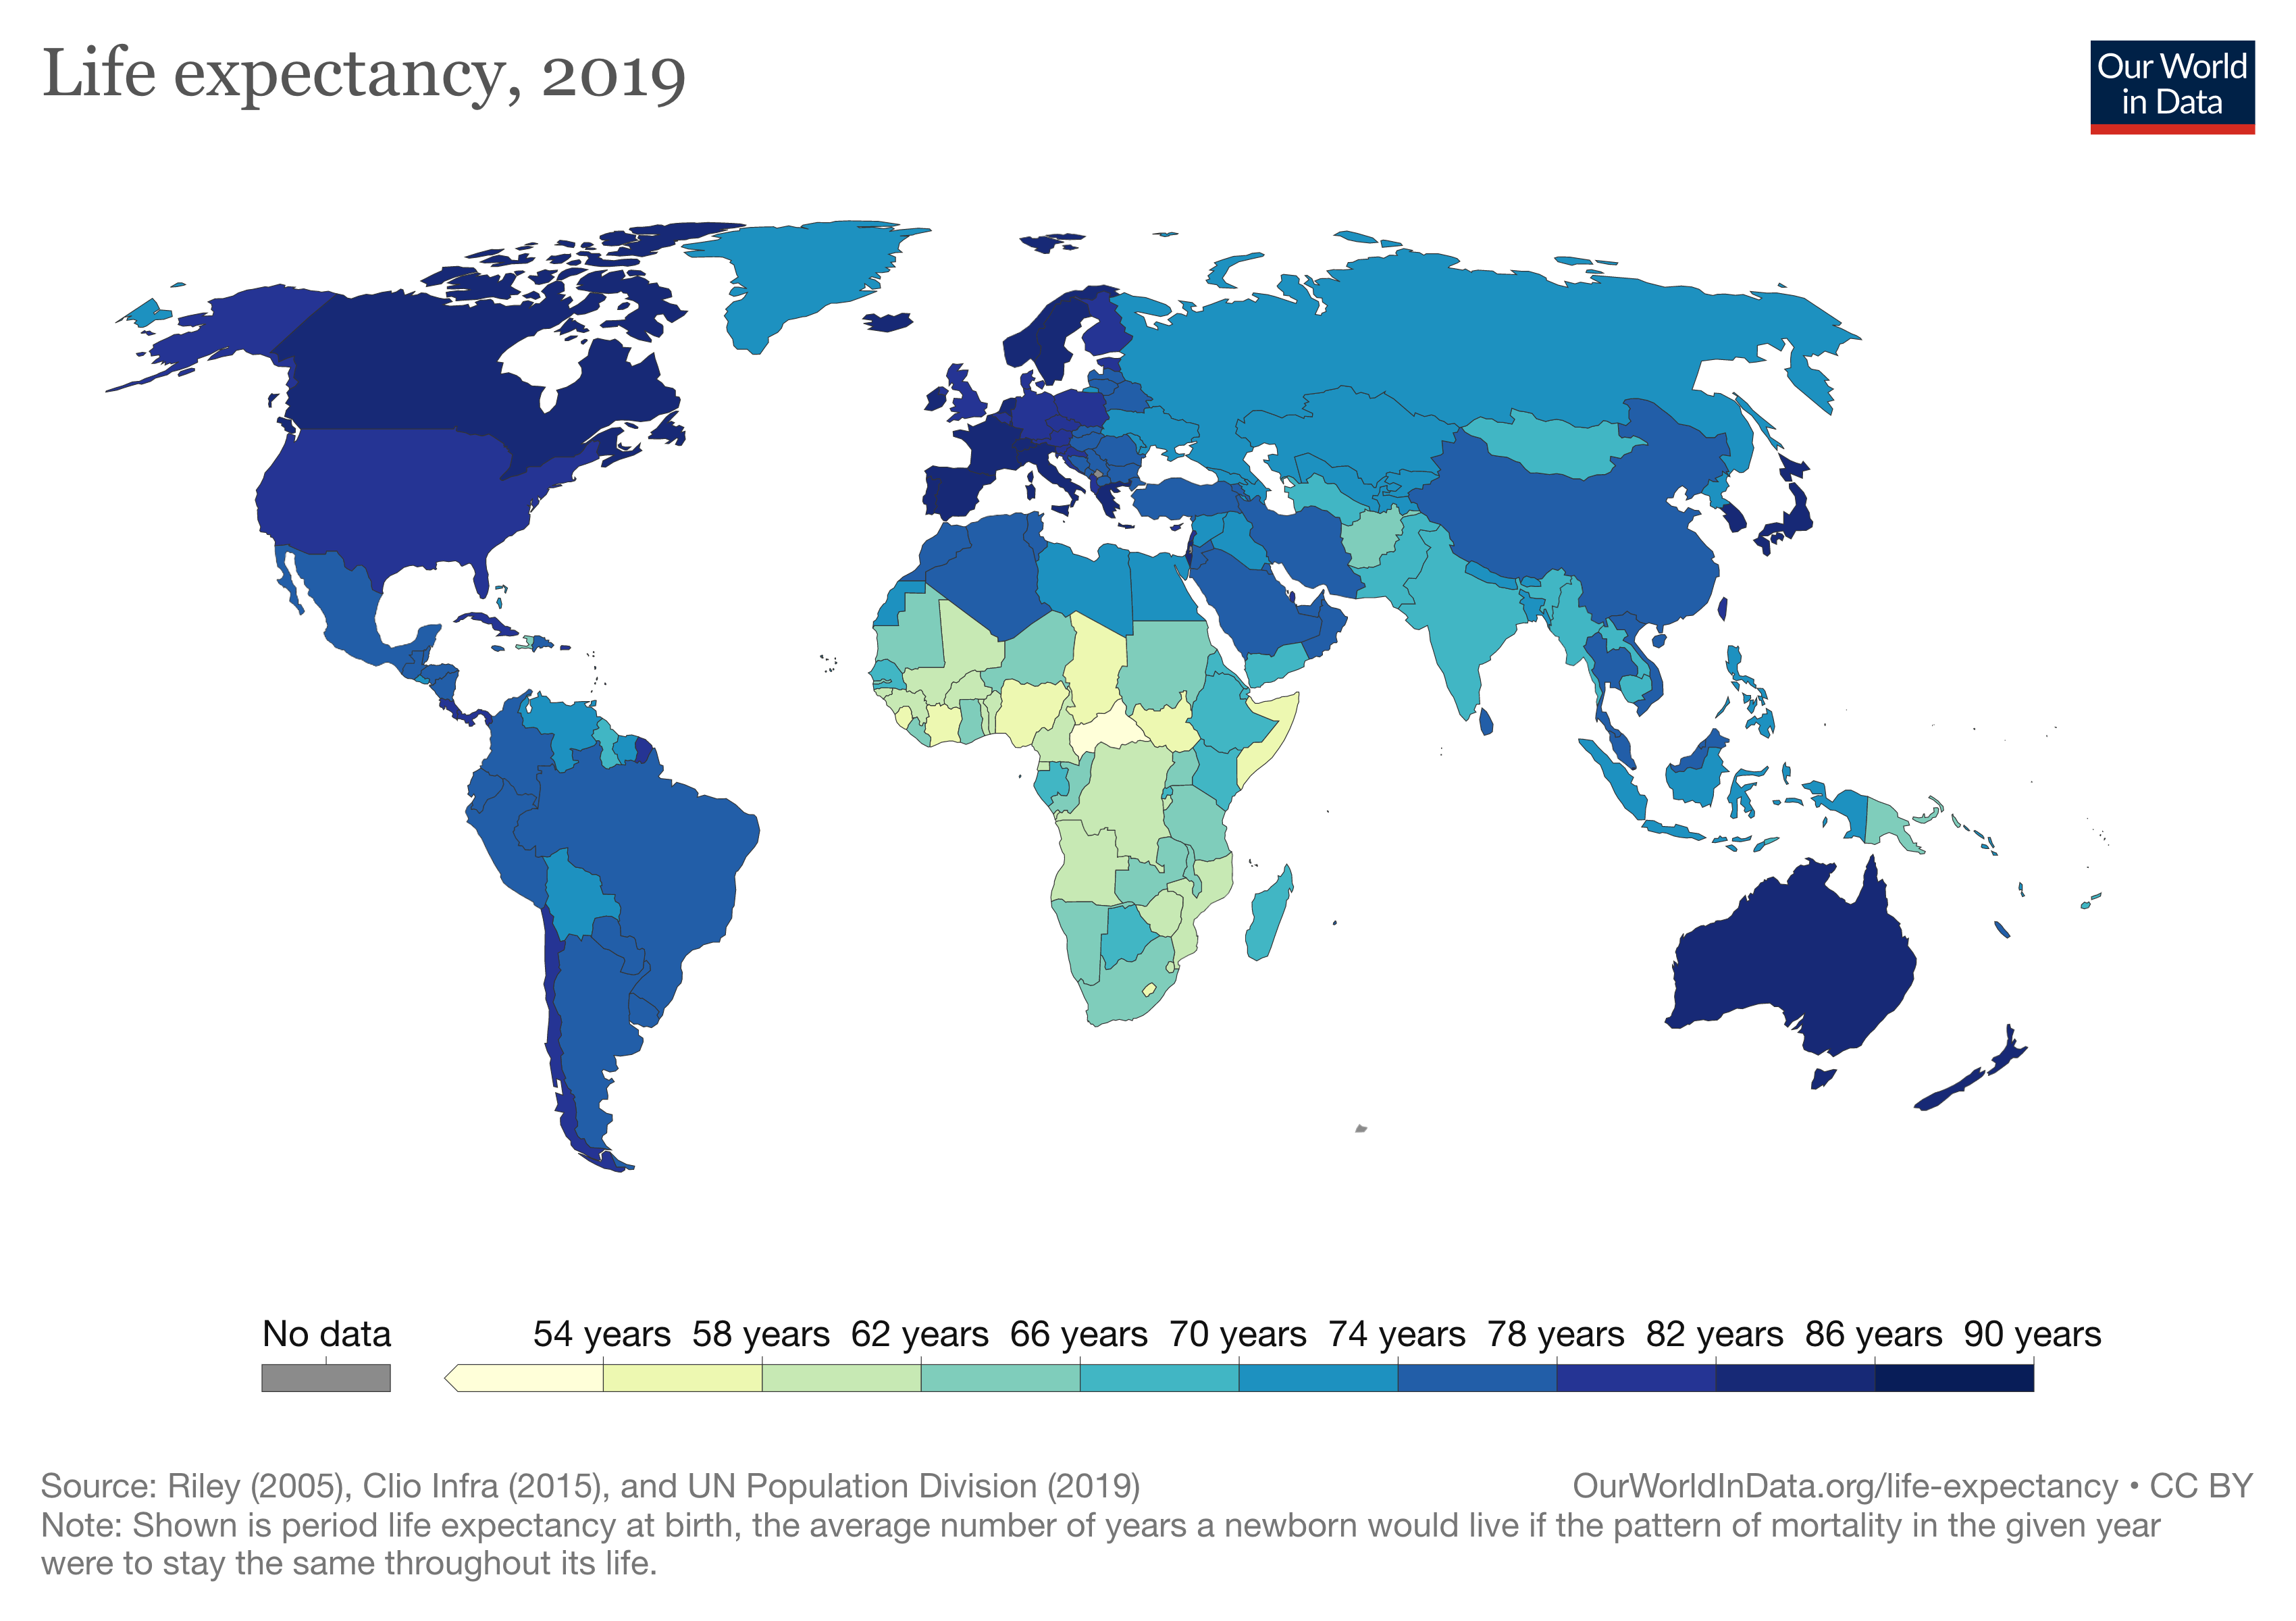 Life expectancy, 2019
Our World
in Data
No data
54 years
58 years
62 years
66 years
70 years
74 years
78 years
82 years
86 years
90 years
Source: Riley (2005), Clio Infra (2015), and UN Population Division (2019)
OurWorldInData.org/life-expectancy • CC BY
Note: Shown is period life expectancy at birth, the average number of years a newborn would live if the pattern of mortality in the given year
were to stay the same throughout its life.